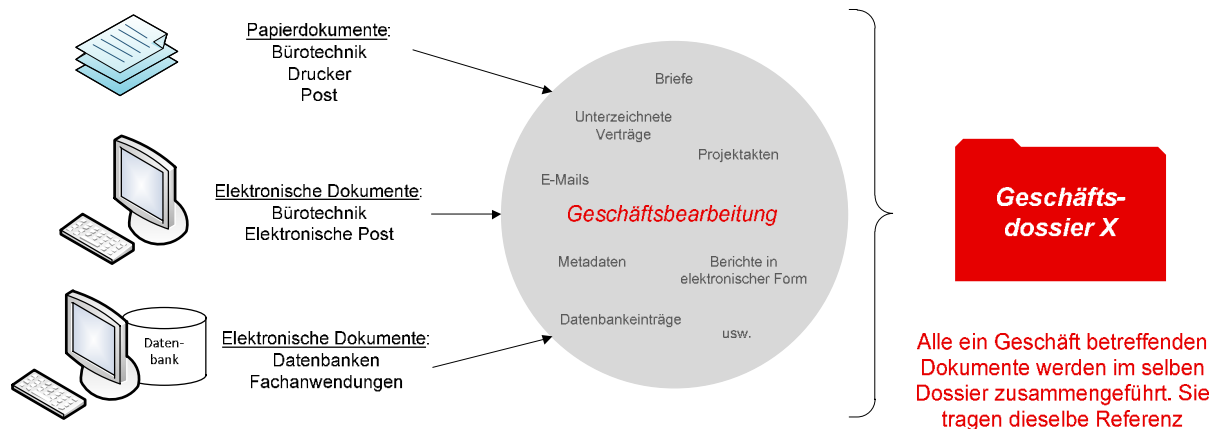 Papierdokumente:
Bürotechnik
Drucker
Post
Elektronische Dokumente:
Bürotechnik
Elektronische Post
Daten-
bank
Elektronische Dokumente:
Datenbanken
Fachanwendungen
Briefe
Unterzeichnete
Verträge
Projektakten
E-Mails
Geschäftsbearbeitung
Metadaten
Berichte in
elektronischer Form
Datenbankeinträge
usw.
Geschäfts-
dossier X
Alle ein Geschäft betreffenden
Dokumente werden im selben
Dossier zusammengeführt. Sie
tragen dieselbe Referenz